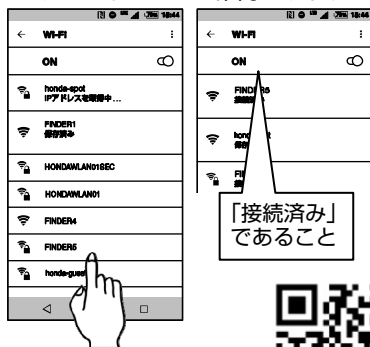 18:44
WI-FI
ON
honda-spot
IPアドレスを取得中...
FINDER1
保存済み
HONDAWLAN01SEC
HONDAWLAN01
FINDER4
FINDER5
honda-guest
18:44
WI-FI
ON
「接続済み」
であること